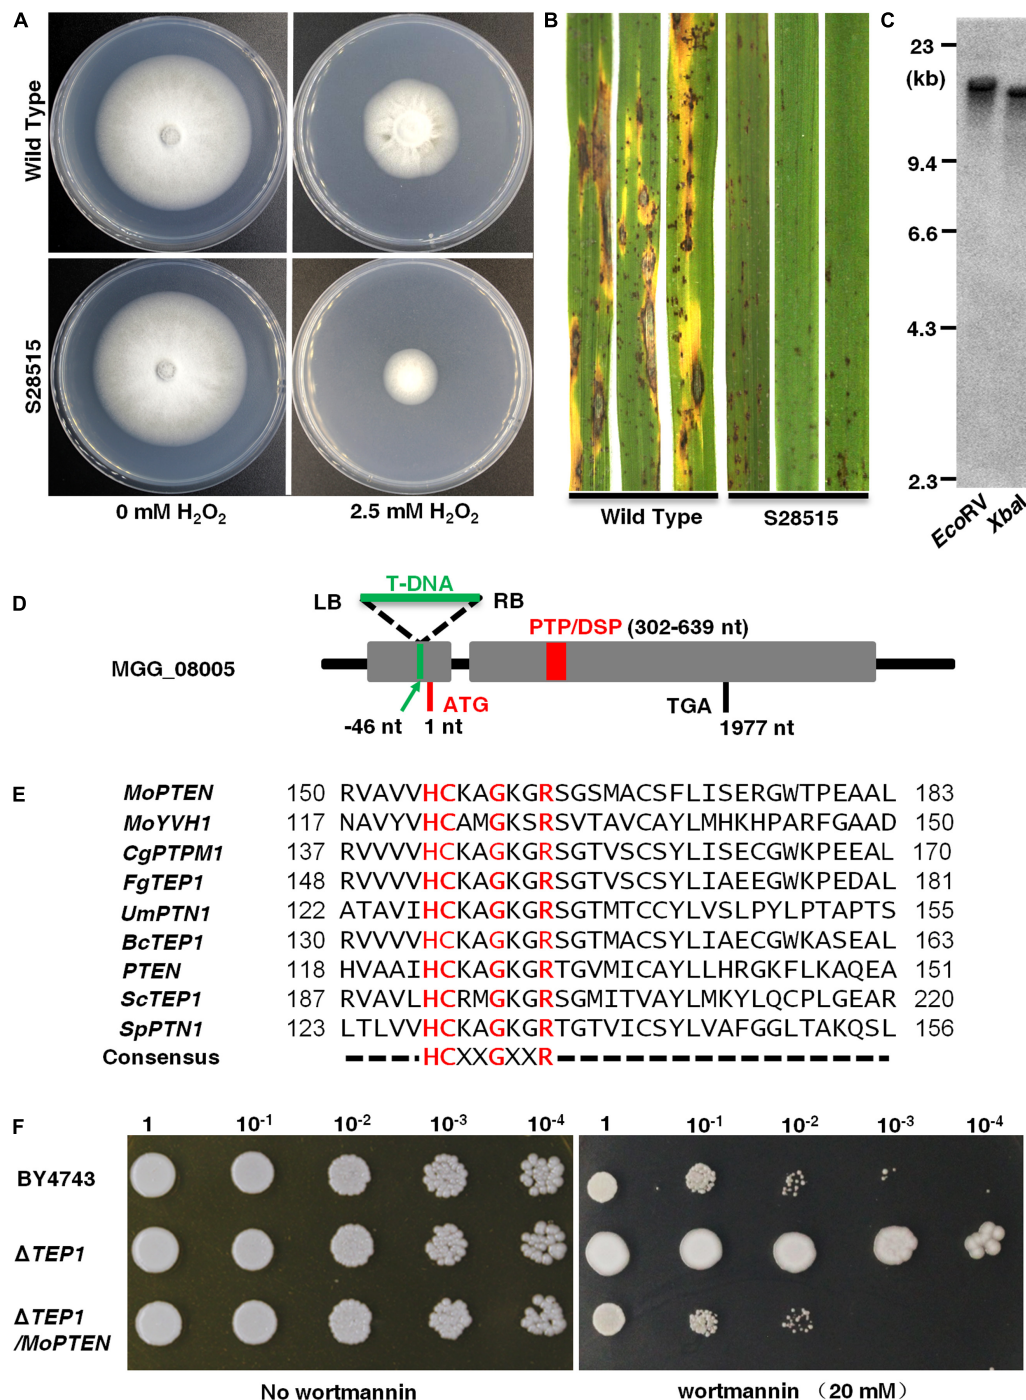 A
Wild Type
S28515
0 mM H₂O₂
2.5 mM H₂O₂
B
Wild Type
S28515
C
23
(kb)
9.4
6.6
4.3
2.3
EcoRV
XbaI
D
T-DNA
LB
RB
PTP/DSP (302-639 nt)
MGG_08005
-46 nt
ATG
1 nt
TGA
1977 nt
E
MoPTEN 150 RVAVVHCKAGKGRSGSMACSFLISERGWTPEAAL 183
MoYVH1 117 NAVYVHCAMGKSRSVTAVCAYLMHKHPARFGAAD 150
CgPTPM1 137 RVVVVHCKAGKGRSGTVSCSYLISECGWKPEEAL 170
FgTEP1 148 RVVVVHCKAGKGRSGTVSCSYLIAEEGWKPEDAL 181
UmPTN1 122 ATAVIHCKAGKGRSGTMTCCYLVSLPYLPTAPTS 155
BcTEP1 130 RVVVVHCKAGKGRSGTMACSYLIAECGWKASEAL 163
PTEN 118 HVAAIHCKAGKGRTGVMICAYLLHRGKFLKAQEA 151
ScTEP1 187 RVAVLHCRMGKGRSGMITVAYLMKYLQCPLGEAR 220
SpPTN1 123 LTLVVHCKAGKGRTGTVICSYLVAFGGLTAKQSL 156
Consensus HCXXGXXR
F
1 10⁻¹ 10⁻² 10⁻³ 10⁻⁴ 1 10⁻¹ 10⁻² 10⁻³ 10⁻⁴
BY4743
ΔTEP1
ΔTEP1
/MoPTEN
No wortmannin
wortmannin （20 mM）